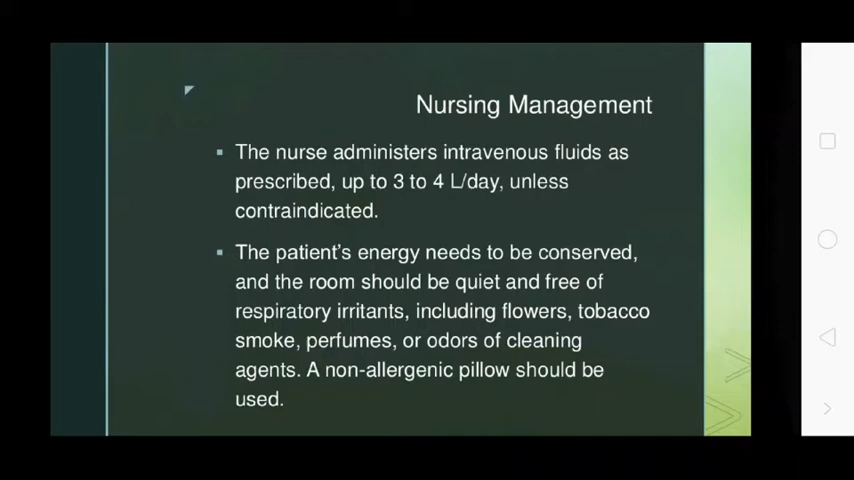 Nursing Management
▪ The nurse administers intravenous fluids as
prescribed, up to 3 to 4 L/day, unless
contraindicated.
▪ The patient’s energy needs to be conserved,
and the room should be quiet and free of
respiratory irritants, including flowers, tobacco
smoke, perfumes, or odors of cleaning
agents. A non-allergenic pillow should be
used.